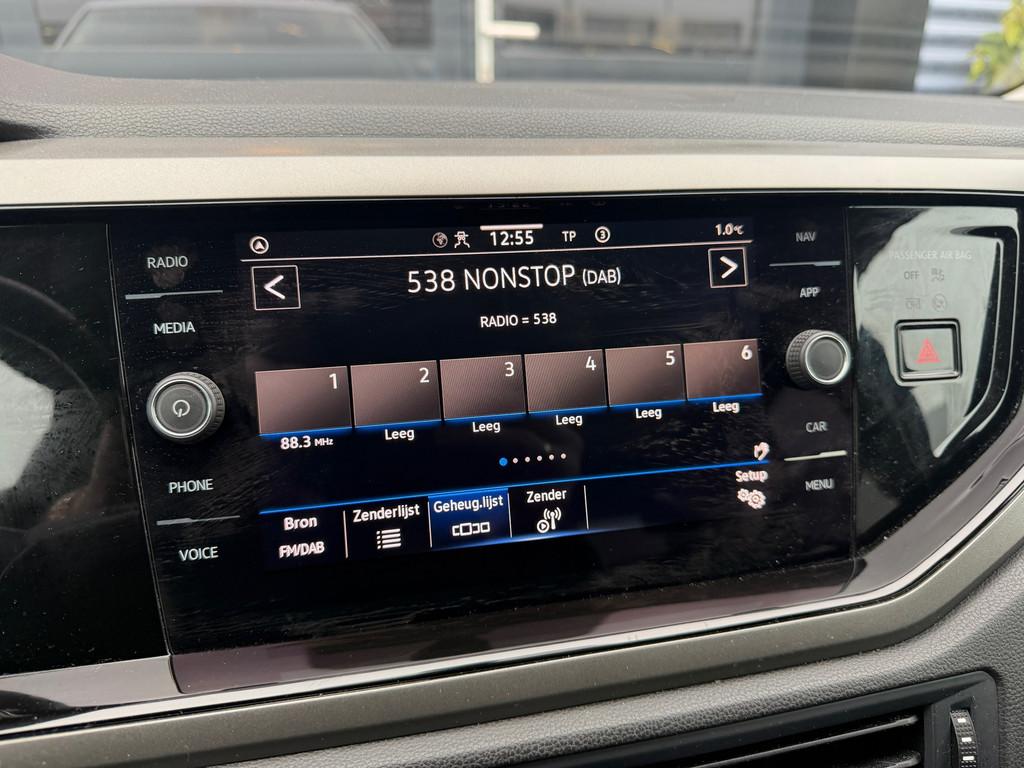 RADIO
MEDIA
PHONE
VOICE
12:55 TP 3 1.0°C
538 NONSTOP (DAB)
RADIO = 538
1 2 3 4 5 6
88.3 MHz Leeg Leeg Leeg Leeg Leeg
Setup
Bron Zenderlijst Geheug.lijst Zender
FM/DAB
NAV
APP
CAR
MENU
PASSENGER AIR BAG
OFF